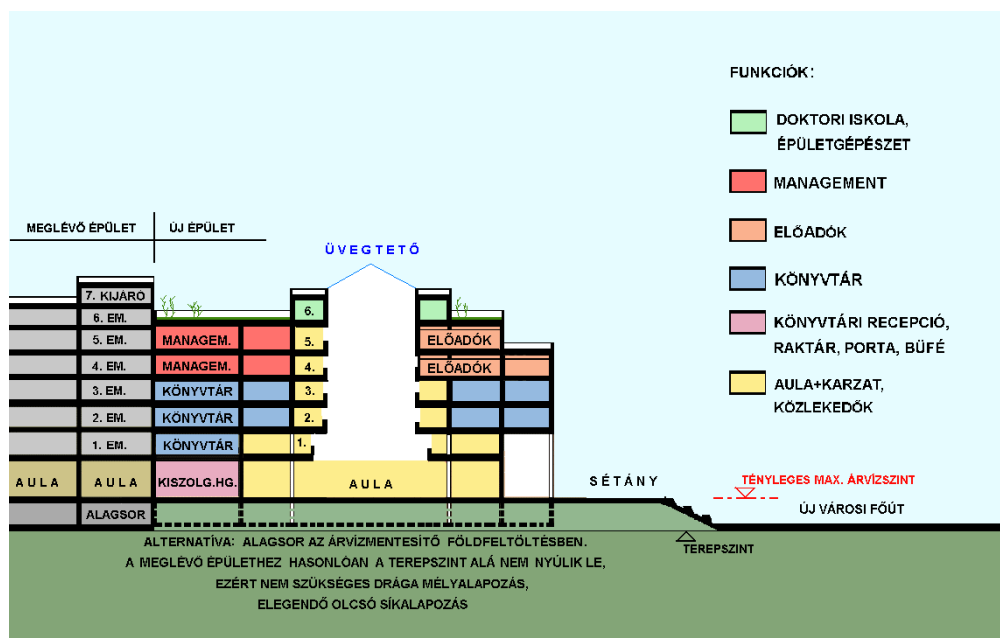 FUNKCIÓK:
DOKTORI ISKOLA,
ÉPÜLETGÉPÉSZET
MANAGEMENT
ELŐADÓK
KÖNYVTÁR
KÖNYVTÁRI RECEPCIÓ,
RAKTÁR, PORTA, BÜFÉ
AULA+KARZAT,
KÖZLEKEDŐK
MEGLÉVŐ ÉPÜLET
ÚJ ÉPÜLET
ÜVEGTETŐ
7. KIJÁRÓ
6. EM.
6.
5. EM.
MANAGEM.
5.
ELŐADÓK
4. EM.
MANAGEM.
4.
ELŐADÓK
3. EM.
KÖNYVTÁR
3.
2. EM.
KÖNYVTÁR
2.
1. EM.
KÖNYVTÁR
1.
AULA
AULA
KISZOLG.HG.
AULA
SÉTÁNY
TÉNYLEGES MAX. ÁRVÍZSZINT
ALAGSOR
ÚJ VÁROSI FŐÚT
TEREPSZINT
ALTERNATÍVA: ALAGSOR AZ ÁRVÍZMENTESÍTŐ FÖLDFELTÖLTÉSBEN.
A MEGLÉVŐ ÉPÜLETHEZ HASONLÓAN A TEREPSZINT ALÁ NEM NYÚLIK LE,
EZÉRT NEM SZÜKSÉGES DRÁGA MÉLYALAPOZÁS,
ELEGENDŐ OLCSÓ SÍKALAPOZÁS